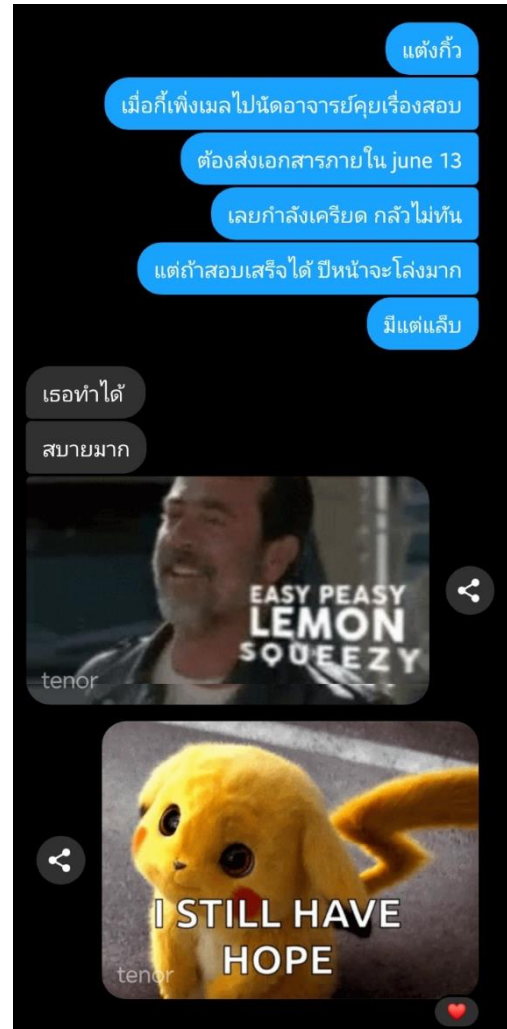 แต้งกิ้ว
เมื่อกี้เพิ่งเมลไปนัดอาจารย์คุยเรื่องสอบ
ต้องส่งเอกสารภายใน june 13
เลยกำลังเครียด กลัวไม่ทัน
แต่ถ้าสอบเสร็จได้ ปีหน้าจะโล่งมาก
มีแต่แล็บ
เธอทำได้
สบายมาก
EASY PEASY
LEMON
SQUEEZY
tenor
I STILL HAVE
HOPE
tenor